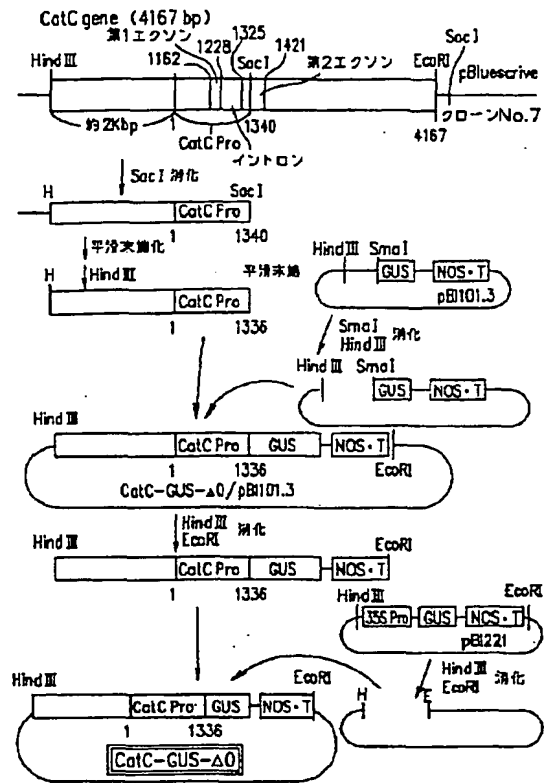 CatC gene (4167 bp)
第1エクソン 1325 SacI
1228 1421
HindⅢ 1162 SacI 第2エクソン EcoRI pBluescrive
約2Kbp 1 1340 4167 クローンNo.7
CatC Pro
イントロン
SacI 消化
H SacI
CatC Pro
1 1340
平滑末端化
HindⅢ
H 平滑末端
CatC Pro
1 1336
HindⅢ SmaI
GUS NOS・T
pBI101.3
SmaI
HindⅢ 消化
HindⅢ SmaI
GUS NOS・T
HindⅢ
CatC Pro GUS NOS・T
1 1336 EcoRI
CatC-GUS-Δ0/pBI101.3
HindⅢ
EcoRI 消化
HindⅢ EcoRI
CatC Pro GUS NOS・T
1 1336
HindⅢ EcoRI
35S Pro GUS NOS・T
pBI221
HindⅢ
EcoRI 消化
H E
HindⅢ EcoRI
CatC Pro GUS NOS・T
1 1336
CatC-GUS-Δ0